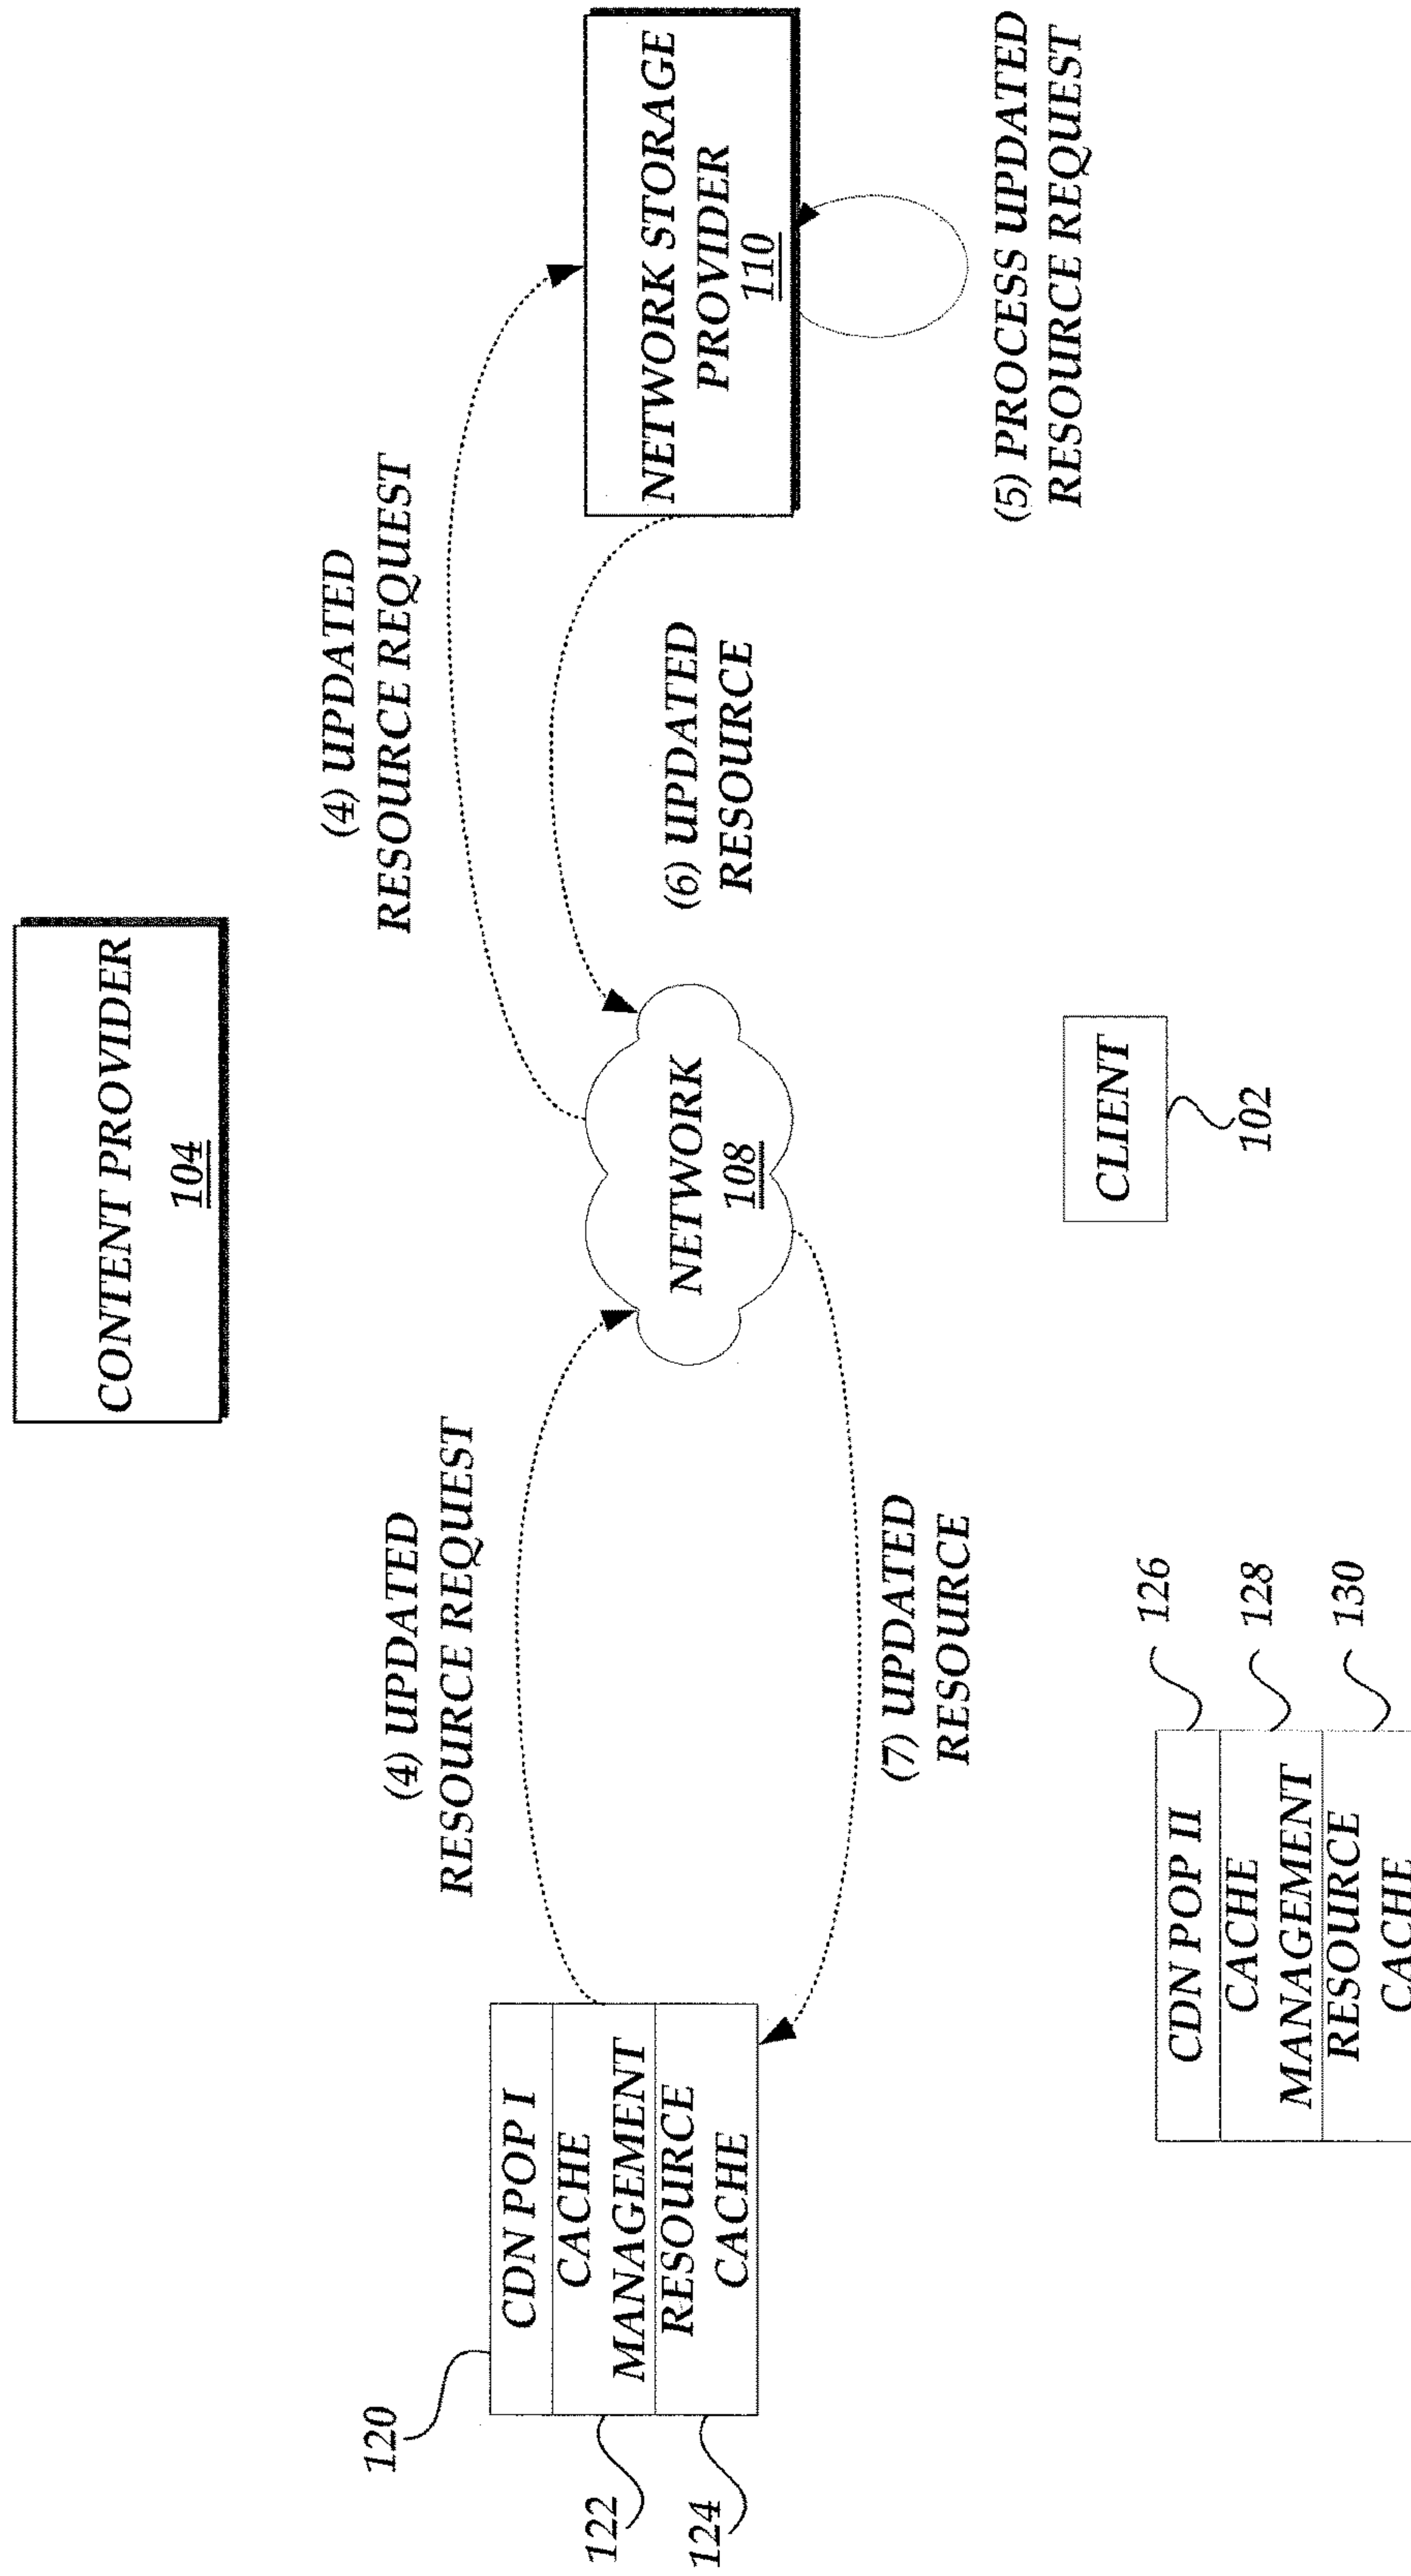 CONTENT PROVIDER
104
(4) UPDATED
RESOURCE REQUEST
(4) UPDATED
RESOURCE REQUEST
120
CDN POP I
CACHE
MANAGEMENT
RESOURCE
CACHE
122
124
NETWORK
108
NETWORK STORAGE
PROVIDER
110
(6) UPDATED
RESOURCE
(7) UPDATED
RESOURCE
(5) PROCESS UPDATED
RESOURCE REQUEST
CLIENT
102
CDN POP II
CACHE
MANAGEMENT
RESOURCE
CACHE
126
128
130